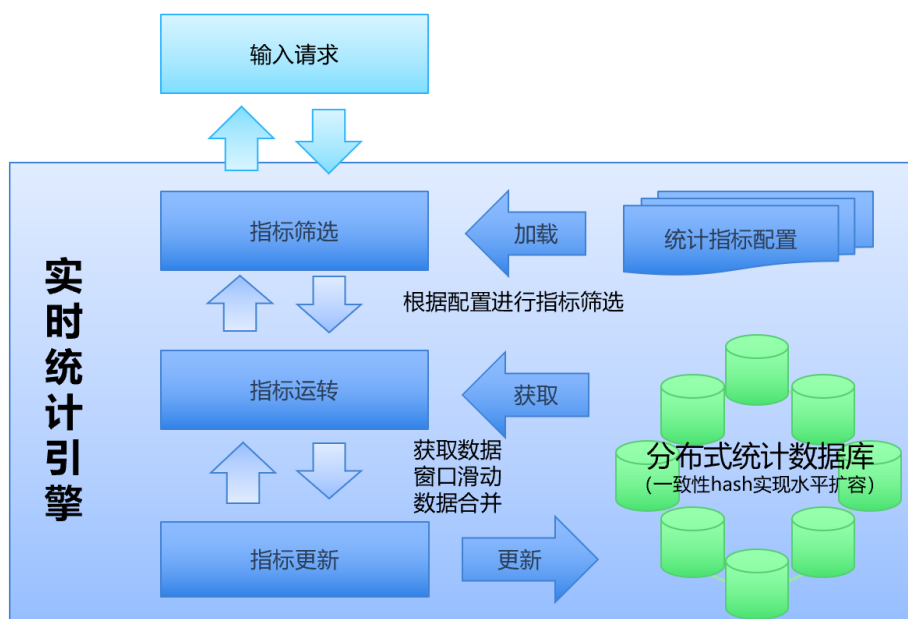 输入请求
实时统计引擎
指标筛选
加载
统计指标配置
根据配置进行指标筛选
指标运转
获取
获取数据
窗口滑动
数据合并
分布式统计数据库
（一致性hash实现水平扩容）
指标更新
更新